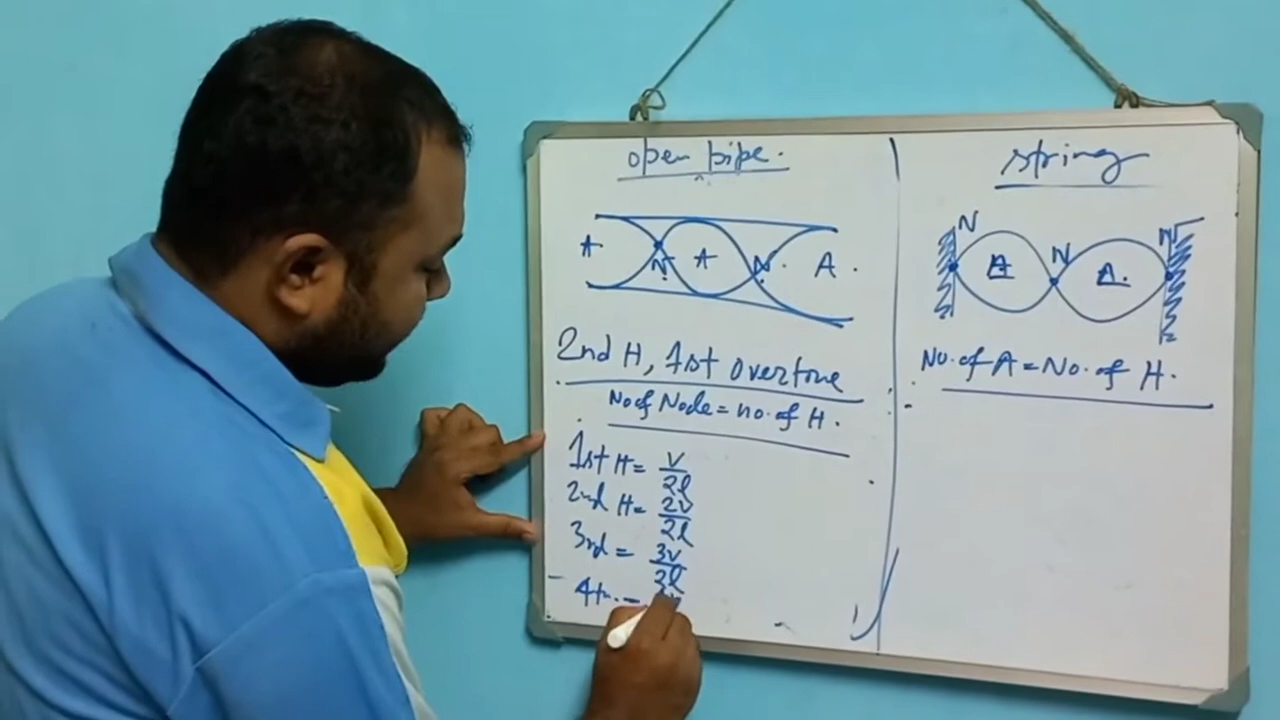 open pipe.
A N A N. A.
2nd H, 1st overtone
No of Node = no. of H.
1st H = v/2l
2nd H = 2v/2l
3rd = 3v/2l
4th. =
string
N N N
A A.
No. of A = No. of H.